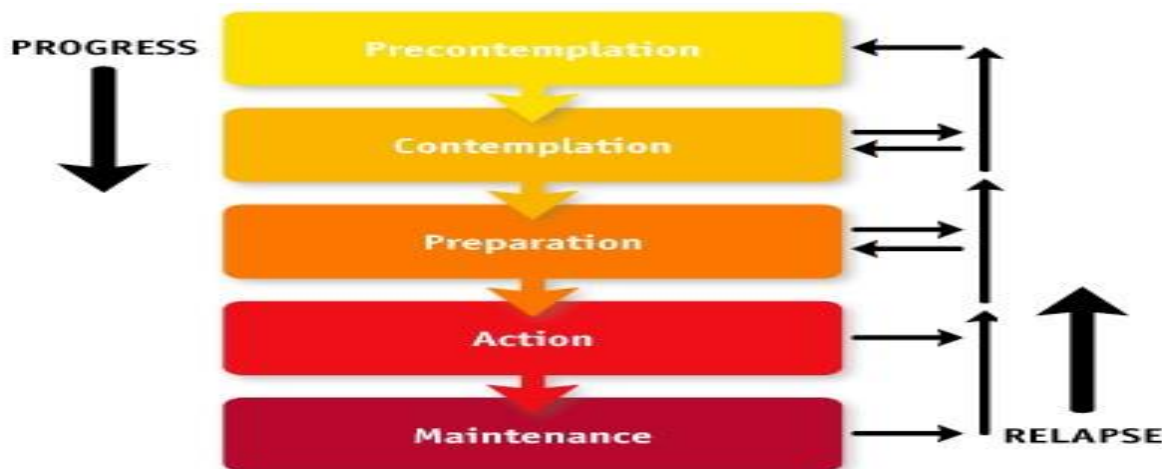 PROGRESS
Precontemplation
Contemplation
Preparation
Action
Maintenance
RELAPSE